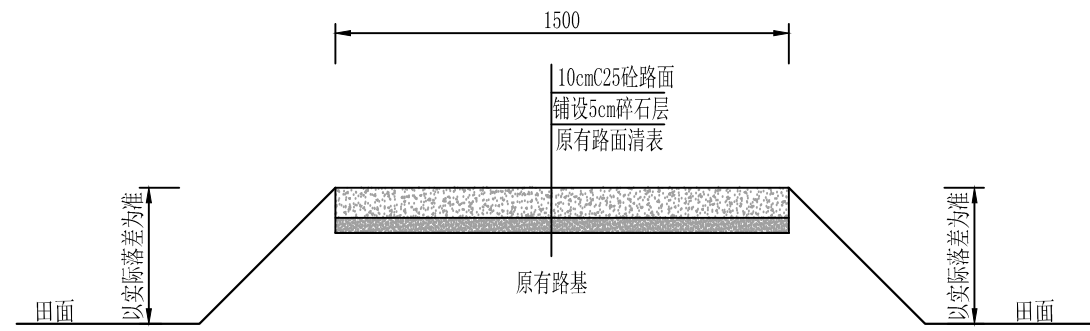 1500
10cmC25砼路面
铺设5cm碎石层
原有路面清表
以实际落差为准
以实际落差为准
原有路基
田面
田面